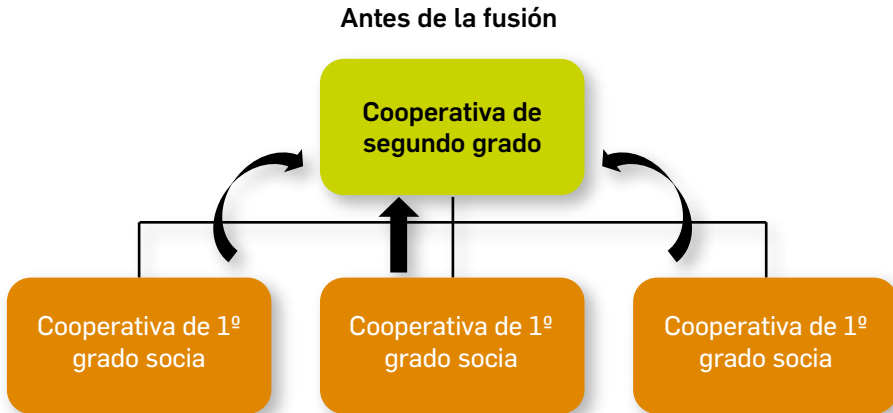 Antes de la fusión
Cooperativa de
segundo grado
Cooperativa de 1º
grado socia
Cooperativa de 1º
grado socia
Cooperativa de 1º
grado socia